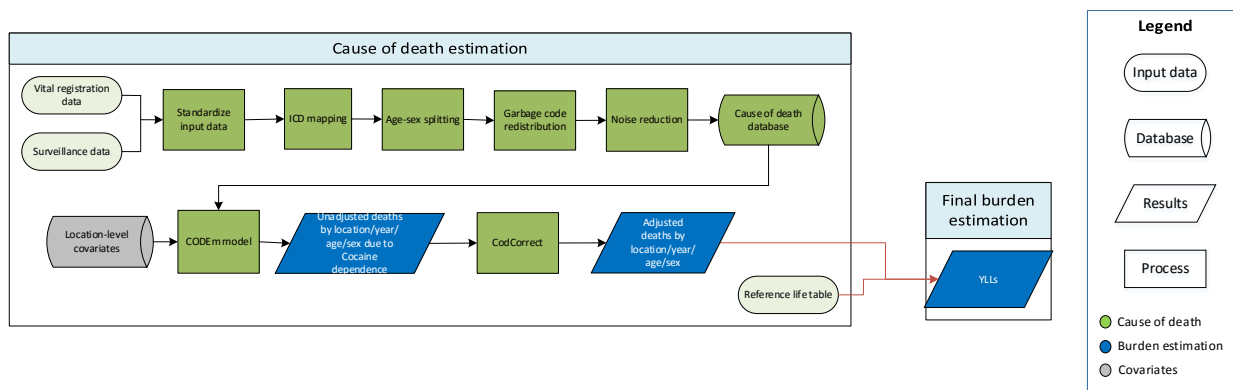 Cause of death estimation
Vital registration
data
Surveillance data
Standardize
input data
ICD mapping
Age-sex splitting
Garbage code
redistribution
Noise reduction
Cause of death
database
Location-level
covariates
CODEm model
Unadjusted deaths
by location/year/
age/sex due to
Cocaine
dependence
CodCorrect
Adjusted
deaths by
location/year/
age/sex
Reference life table
Final burden
estimation
YLLs
Legend
Input data
Database
Results
Process
Cause of death
Burden estimation
Covariates